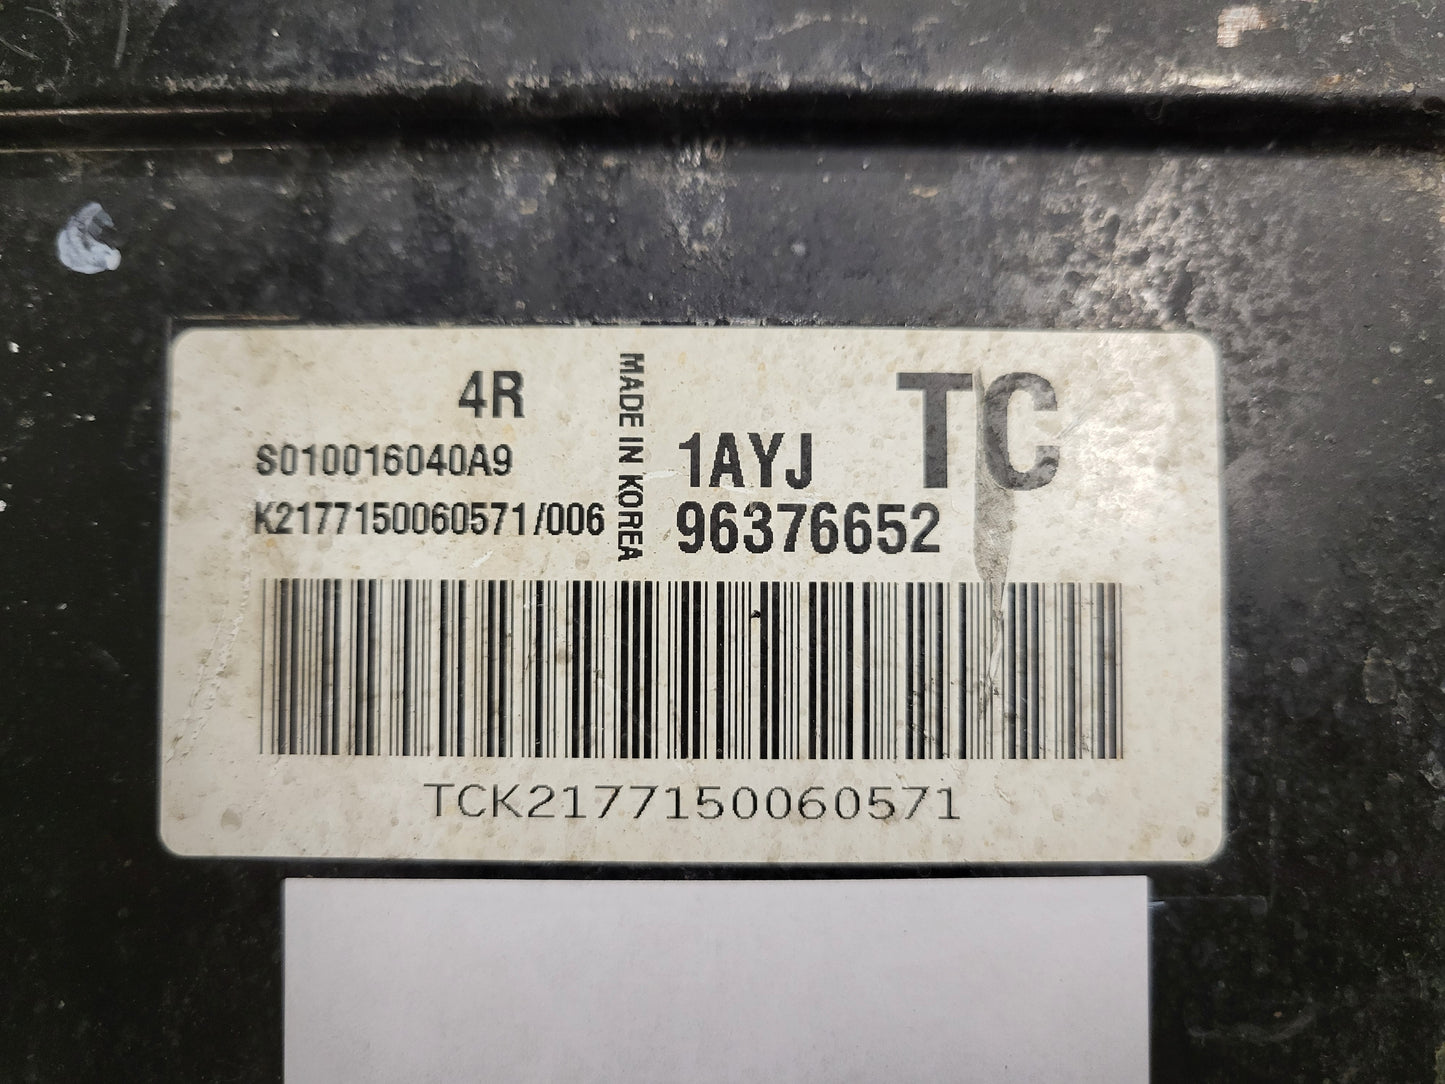 4R
S010016040A9
K2177150060571/006
MADE IN KOREA
TC
1AYJ
96376652
TCK2177150060571